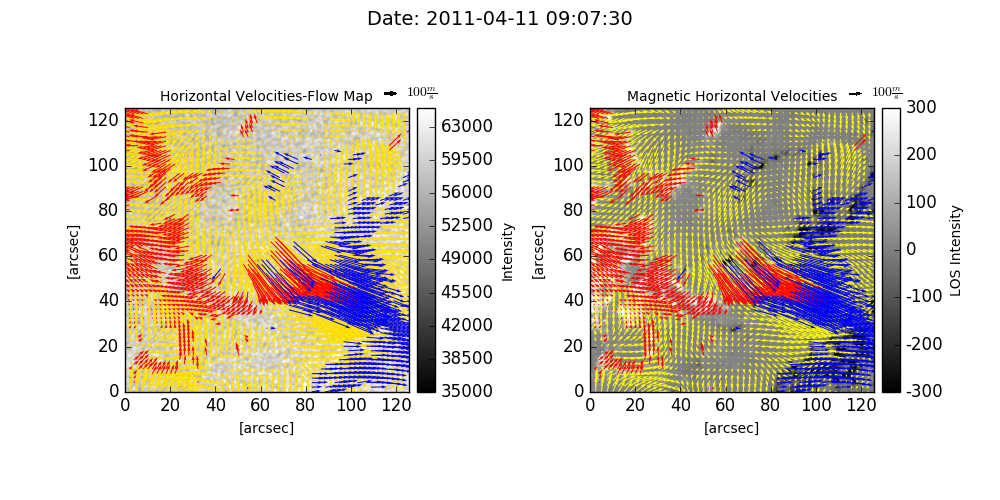 Date: 2011-04-11 09:07:30
Horizontal Velocities-Flow Map
100 m/s
Magnetic Horizontal Velocities
100 m/s
120
100
80
60
40
20
0
[arcsec]
0 20 40 60 80 100 120
[arcsec]
63000
59500
56000
52500
49000
45500
42000
38500
35000
Intensity
120
100
80
60
40
20
0
[arcsec]
0 20 40 60 80 100 120
[arcsec]
300
200
100
0
-100
-200
-300
LOS Intensity